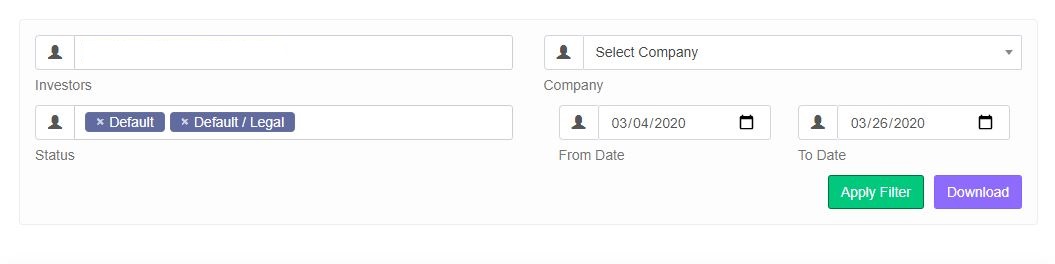 Select Company
Investors
Company
× Default × Default / Legal
03/04/2020
03/26/2020
Status
From Date
To Date
Apply Filter
Download